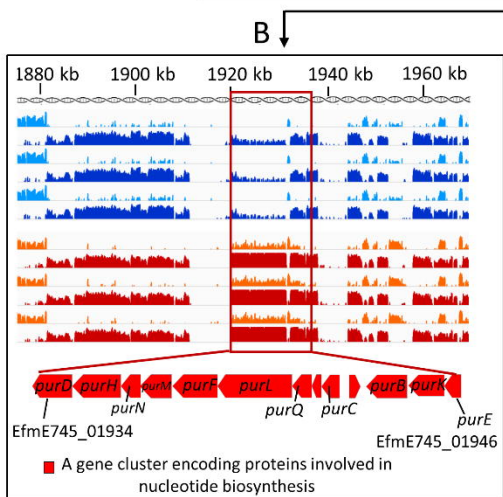 B
1880 kb 1900 kb 1920 kb 1940 kb 1960 kb
purD purH purN purM purF purL purQ purC purB purK purE
EfmE745_01934 EfmE745_01946
A gene cluster encoding proteins involved in
nucleotide biosynthesis